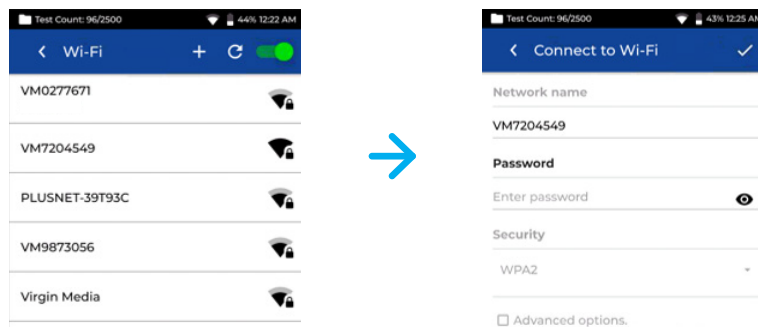 Test Count: 96/2500 44% 12:22 AM
Wi-Fi
VM0277671
VM7204549
PLUSNET-39T93C
VM9873056
Virgin Media
Test Count: 96/2500 43% 12:25 AM
Connect to Wi-Fi
Network name
VM7204549
Password
Enter password
Security
WPA2
Advanced options.